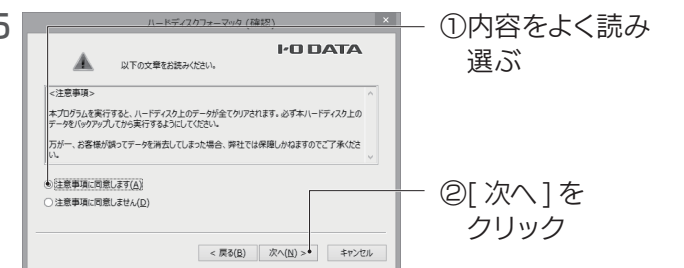 5
ハードディスクフォーマッタ (確認)
I-O DATA
以下の文章をお読みください。
<注意事項>
本プログラムを実行すると、ハードディスク上のデータが全てクリアされます。必ず本ハードディスク上の
データをバックアップしてから実行するようにしてください。
万が一、お客様が誤ってデータを消去してしまった場合、弊社では保障しかねますのでご了承くださ
い。
注意事項に同意します(A)
注意事項に同意しません(D)
< 戻る(B)
次へ(N) >
キャンセル
①内容をよく読み
選ぶ
②[ 次へ ] を
クリック